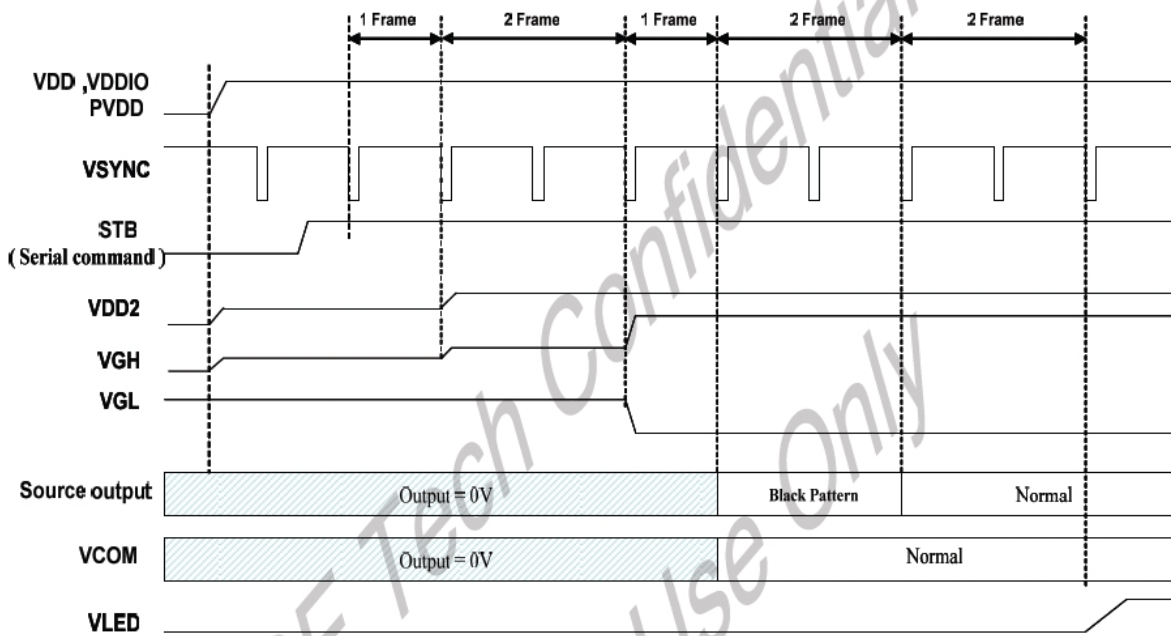 1 Frame 2 Frame 1 Frame 2 Frame 2 Frame
VDD ,VDDIO
PVDD
VSYNC
STB
( Serial command )
VDD2
VGH
VGL
Source output Output = 0V Black Pattern Normal
VCOM Output = 0V Normal
VLED
Tech Confidential
Use Only